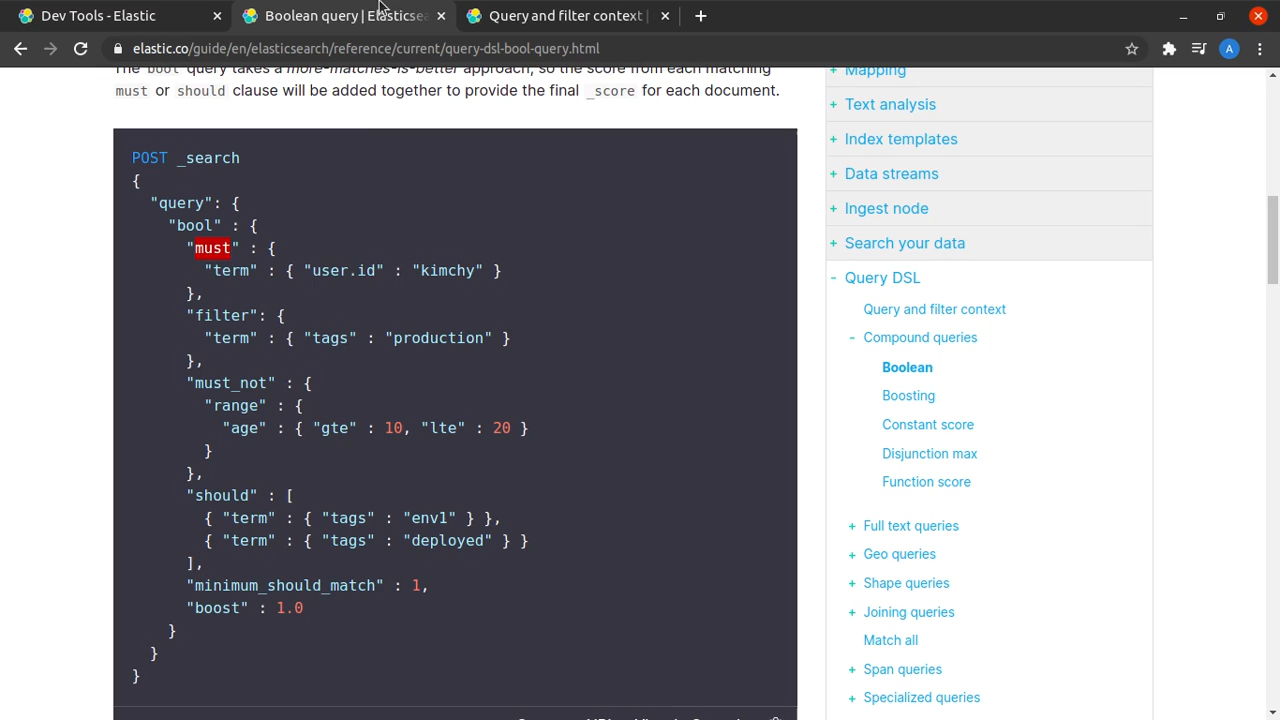 Dev Tools - Elastic
Boolean query | Elasticsea
Query and filter context |
elastic.co/guide/en/elasticsearch/reference/current/query-dsl-bool-query.html
A
The bool query takes a more-matches-is-better approach, so the score from each matching
must or should clause will be added together to provide the final _score for each document.
POST _search
{
"query": {
"bool" : {
"must" : {
"term" : { "user.id" : "kimchy" }
},
"filter": {
"term" : { "tags" : "production" }
},
"must_not" : {
"range" : {
"age" : { "gte" : 10, "lte" : 20 }
}
},
"should" : [
{ "term" : { "tags" : "env1" } },
{ "term" : { "tags" : "deployed" } }
],
"minimum_should_match" : 1,
"boost" : 1.0
}
}
}
+ Mapping
+ Text analysis
+ Index templates
+ Data streams
+ Ingest node
+ Search your data
- Query DSL
Query and filter context
- Compound queries
Boolean
Boosting
Constant score
Disjunction max
Function score
+ Full text queries
+ Geo queries
+ Shape queries
+ Joining queries
Match all
+ Span queries
+ Specialized queries